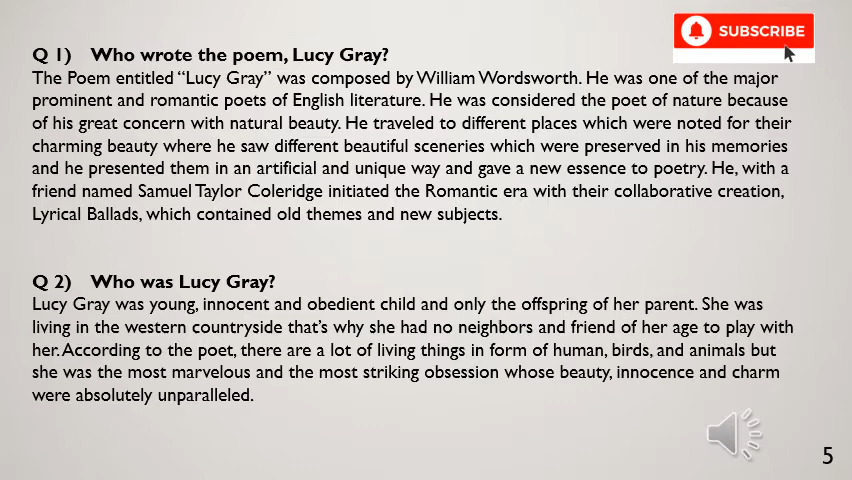 SUBSCRIBE
Q 1) Who wrote the poem, Lucy Gray?
The Poem entitled “Lucy Gray” was composed by William Wordsworth. He was one of the major
prominent and romantic poets of English literature. He was considered the poet of nature because
of his great concern with natural beauty. He traveled to different places which were noted for their
charming beauty where he saw different beautiful sceneries which were preserved in his memories
and he presented them in an artificial and unique way and gave a new essence to poetry. He, with a
friend named Samuel Taylor Coleridge initiated the Romantic era with their collaborative creation,
Lyrical Ballads, which contained old themes and new subjects.
Q 2) Who was Lucy Gray?
Lucy Gray was young, innocent and obedient child and only the offspring of her parent. She was
living in the western countryside that’s why she had no neighbors and friend of her age to play with
her. According to the poet, there are a lot of living things in form of human, birds, and animals but
she was the most marvelous and the most striking obsession whose beauty, innocence and charm
were absolutely unparalleled.
5